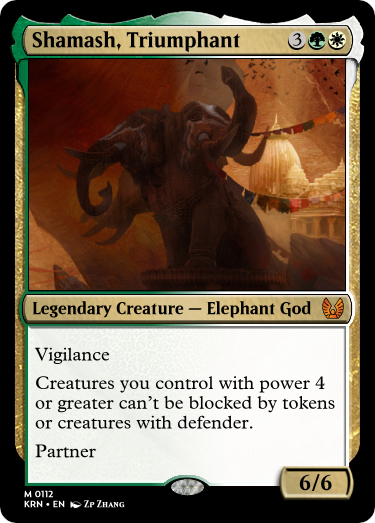 Shamash, Triumphant 3
Legendary Creature — Elephant God
Vigilance
Creatures you control with power 4
or greater can't be blocked by tokens
or creatures with defender.
Partner
6/6
M 0112
KRN • EN Zp Zhang